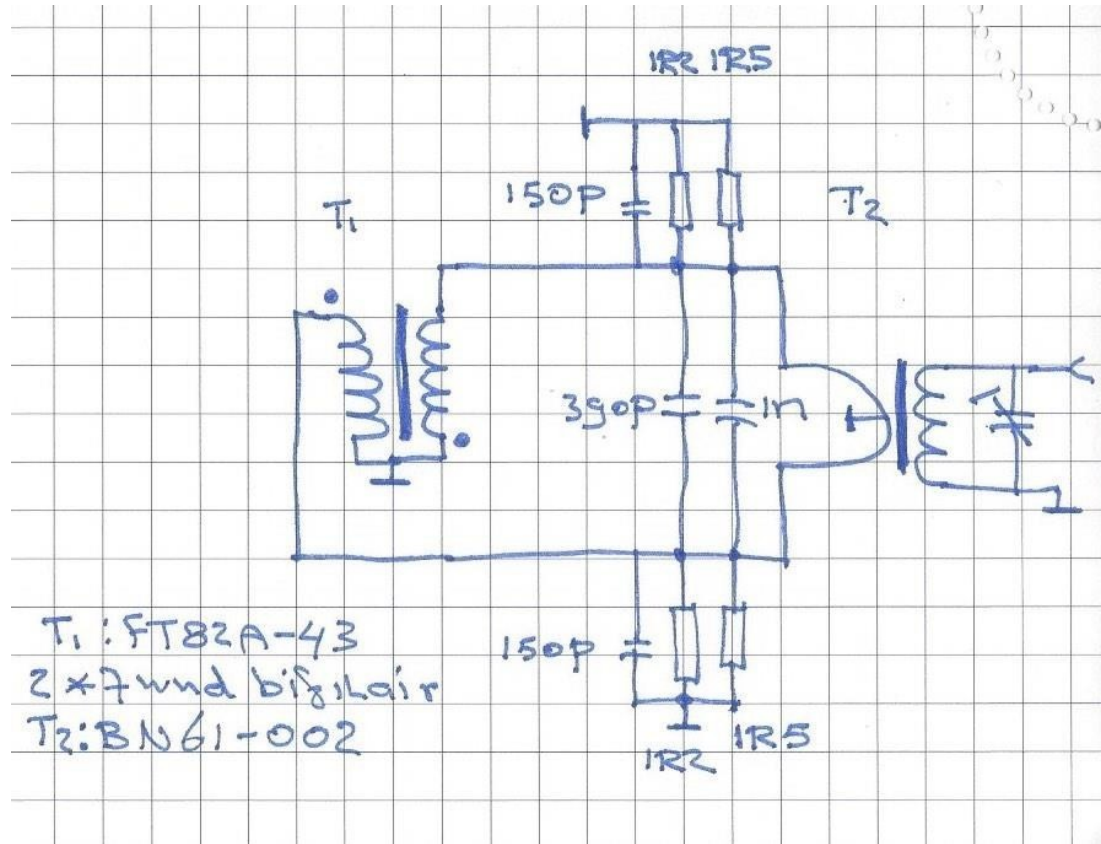 1R2 1R5
150p
T1
T2
390p
1n
T1: FT82A-43
2*7 wnd bifilair
T2: BN61-002
150p
1R2
1R5